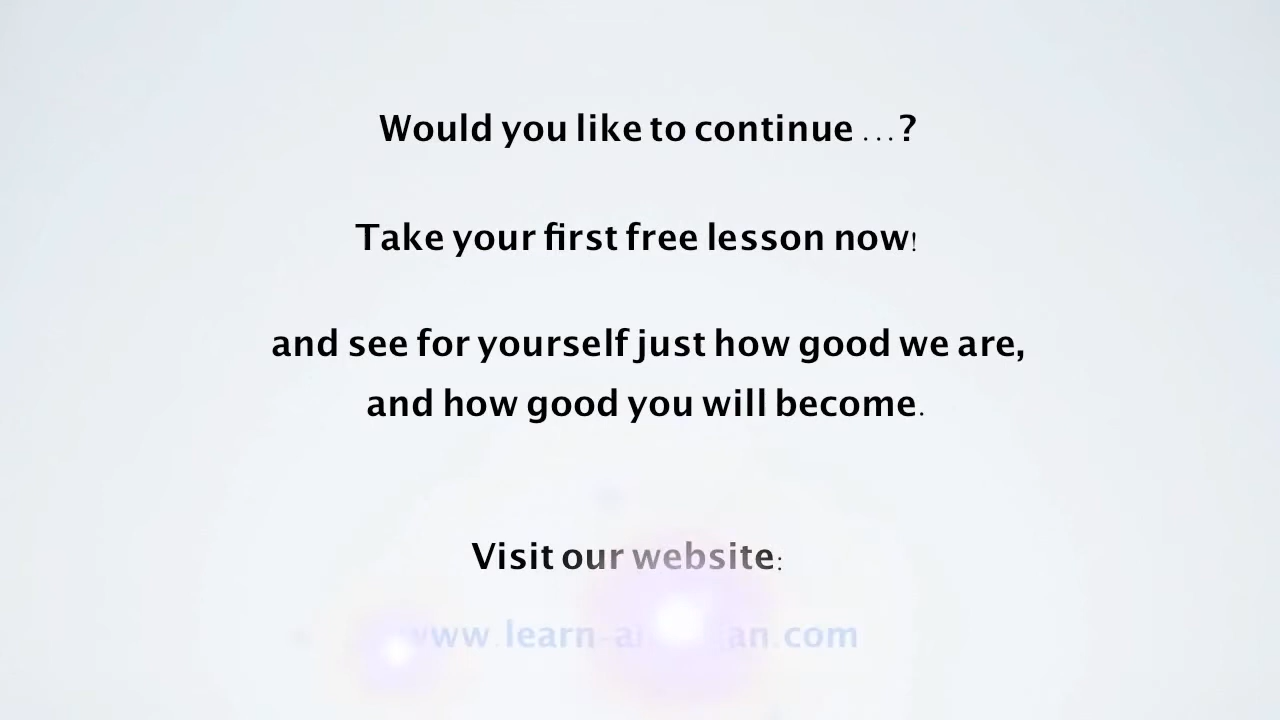 Would you like to continue ...?
Take your first free lesson now!
and see for yourself just how good we are,
and how good you will become.
Visit our website: